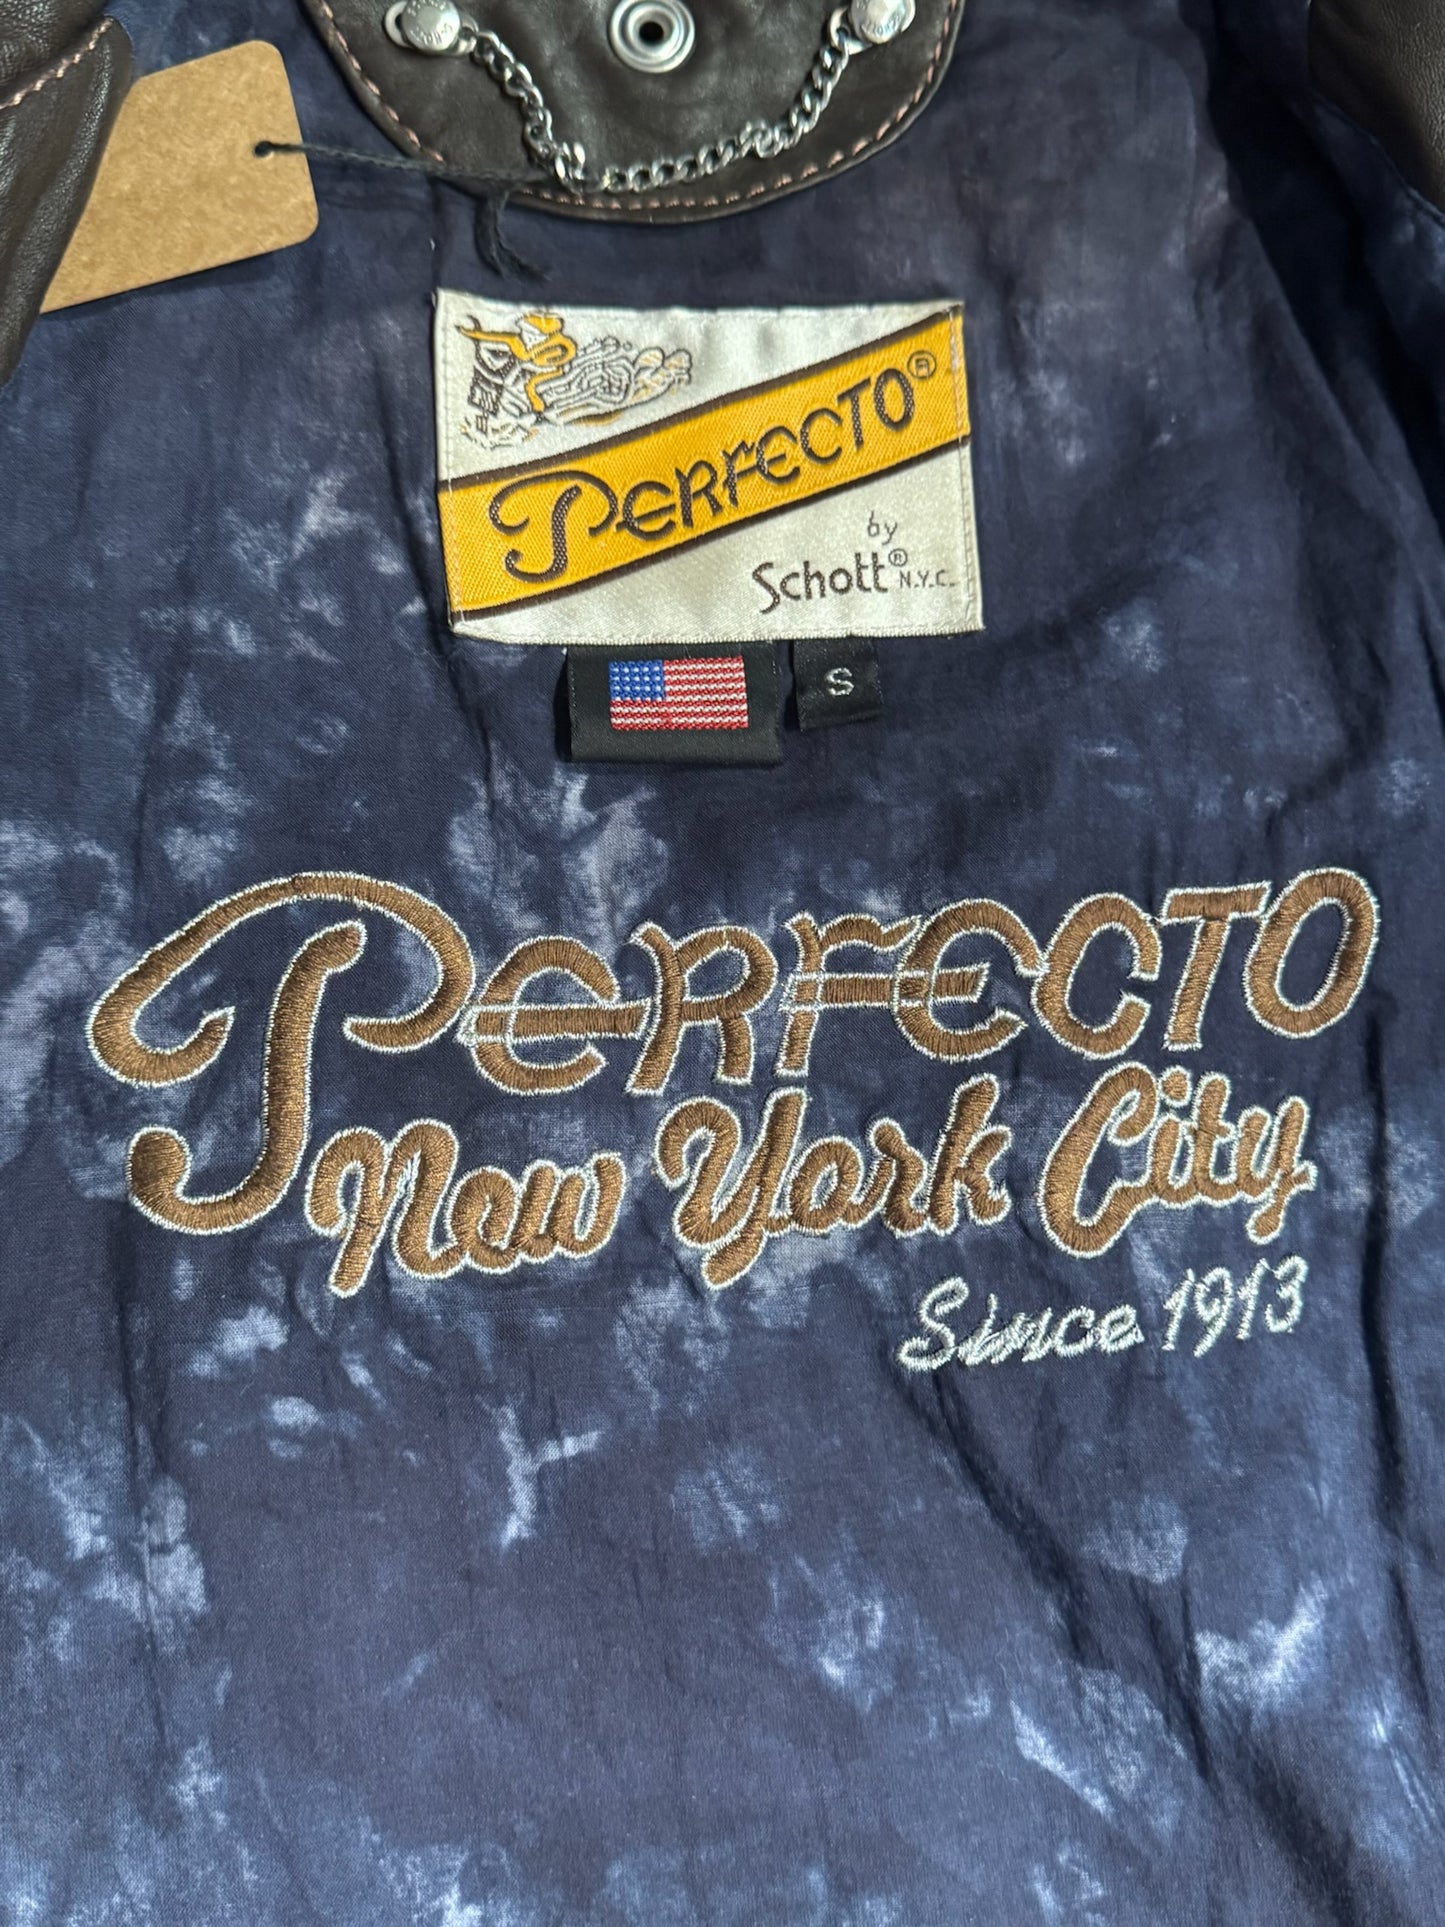 PERFECTO®
by
Schott® N.Y.C.
S
PERFECTO
New York City
Since 1913